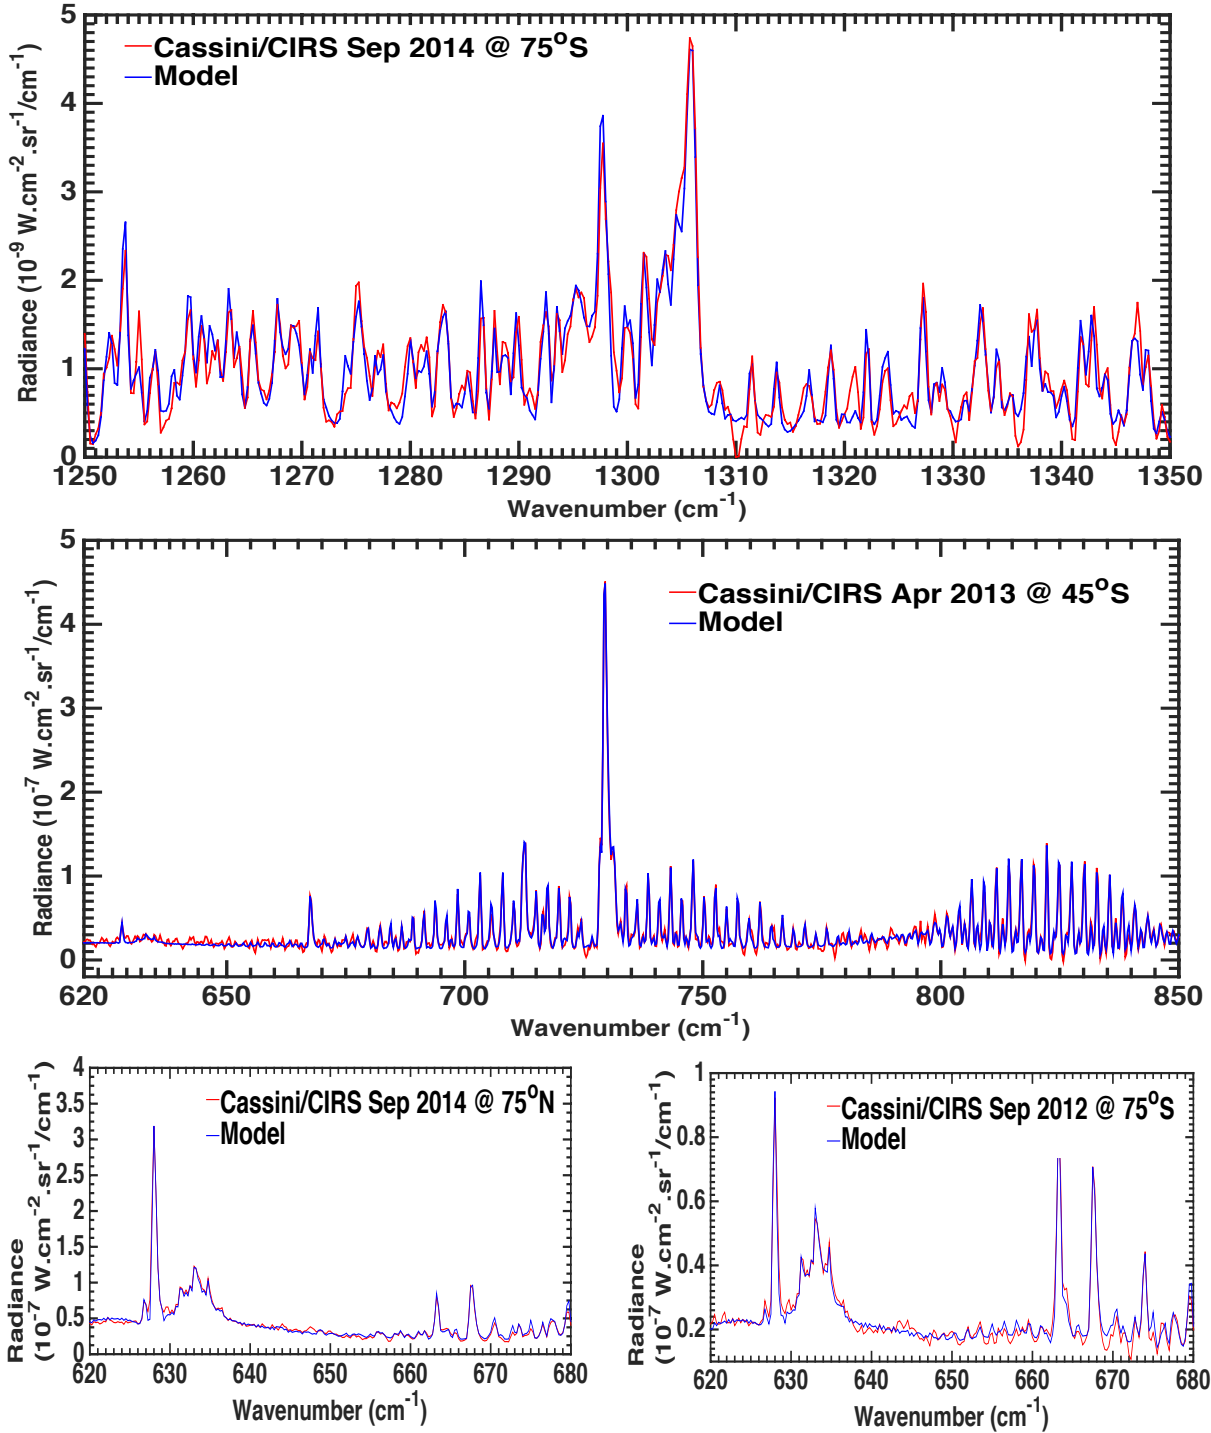 5
4
3
2
1
0
Radiance (10-9 W.cm-2.sr-1/cm-1)
Cassini/CIRS Sep 2014 @ 75oS
Model
1250 1260 1270 1280 1290 1300 1310 1320 1330 1340 1350
Wavenumber (cm-1)
5
4
3
2
1
0
Radiance (10-7 W.cm-2.sr-1/cm-1)
Cassini/CIRS Apr 2013 @ 45oS
Model
620 650 700 750 800 850
Wavenumber (cm-1)
4
3.5
3
2.5
2
1.5
1
0.5
0
Radiance
(10-7 W.cm-2.sr-1/cm-1)
Cassini/CIRS Sep 2014 @ 75oN
Model
620 630 640 650 660 670 680
Wavenumber (cm-1)
1
0.8
0.6
0.4
0.2
Radiance
(10-7 W.cm-2.sr-1/cm-1)
Cassini/CIRS Sep 2012 @ 75oS
Model
620 630 640 650 660 670 680
Wavenumber (cm-1)